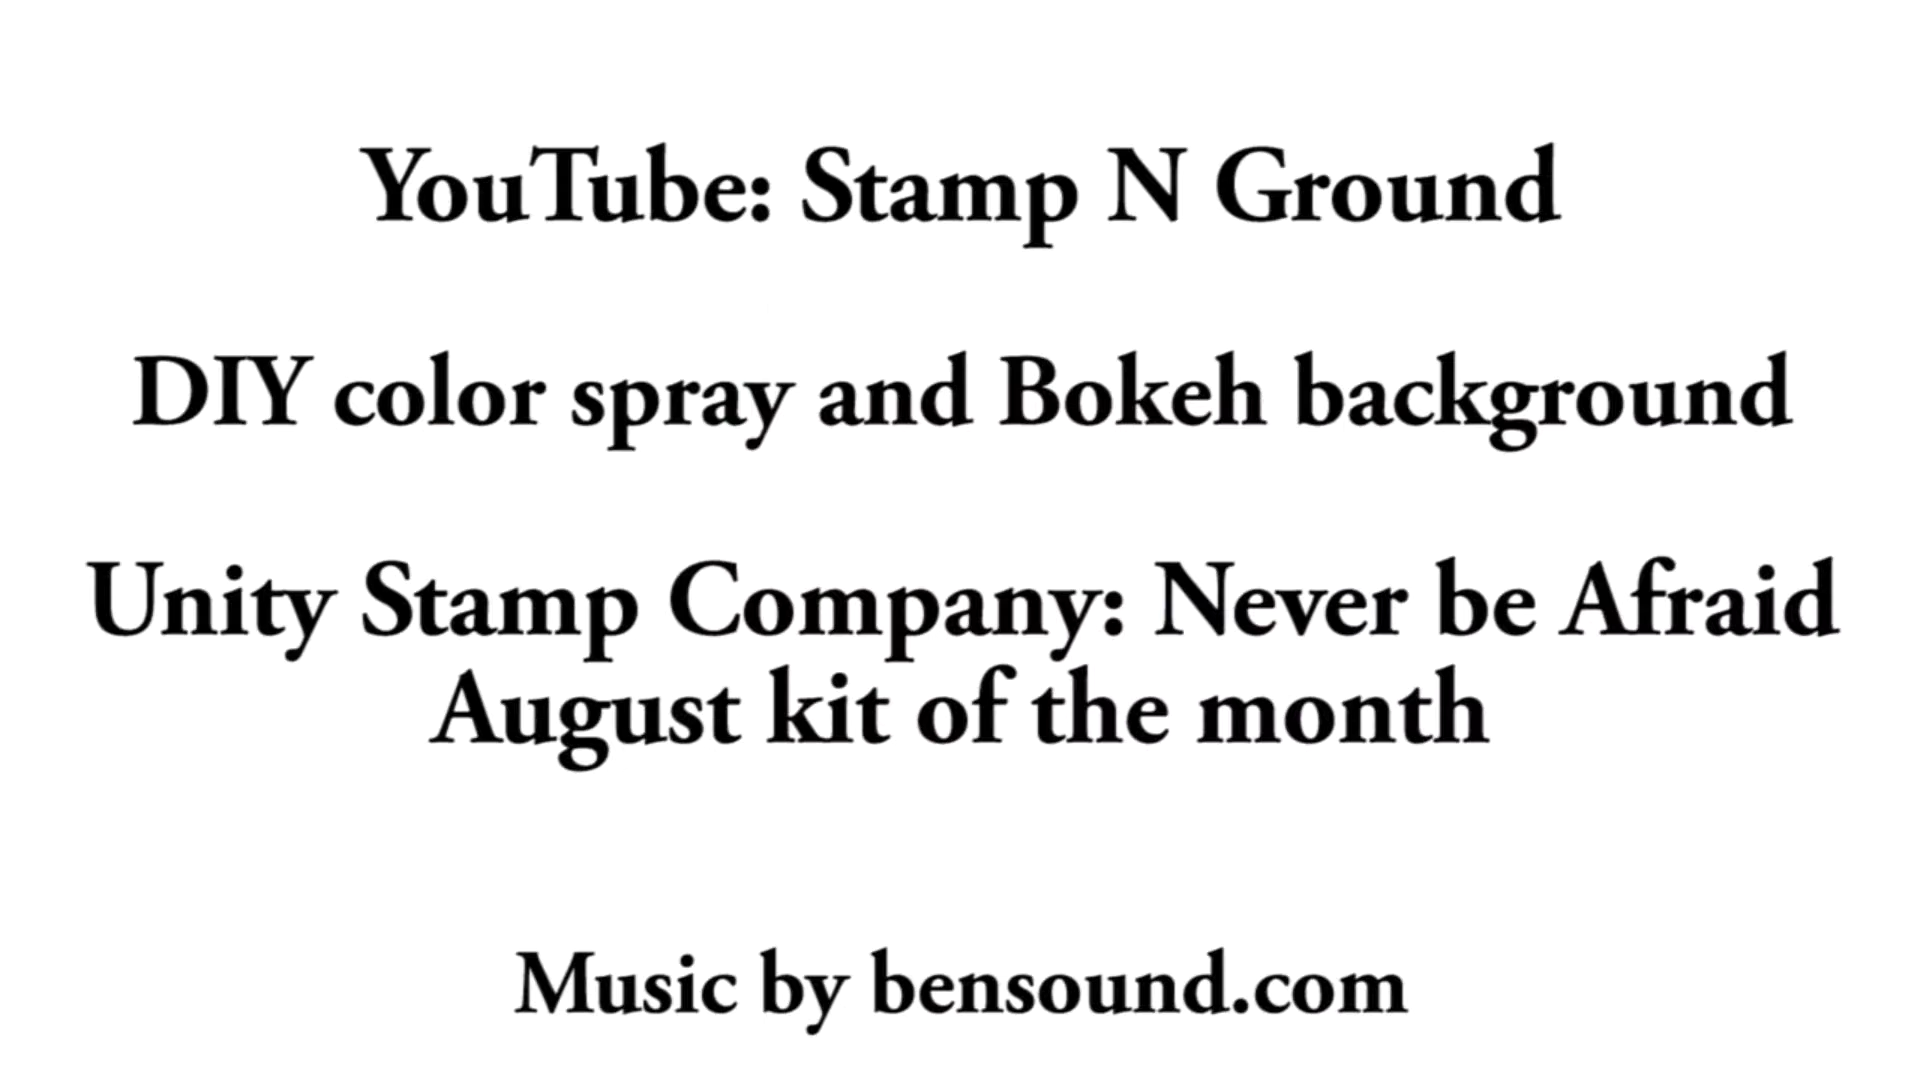 YouTube: Stamp N Ground
DIY color spray and Bokeh background
Unity Stamp Company: Never be Afraid
August kit of the month
Music by bensound.com